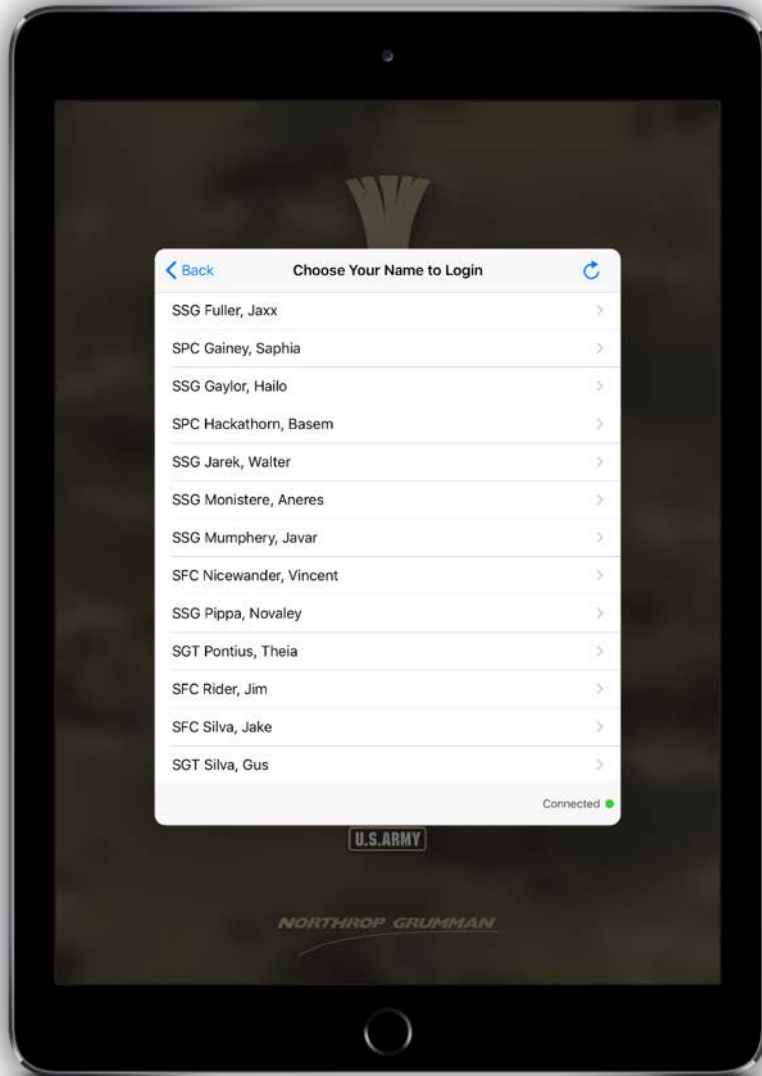 Back
Choose Your Name to Login
SSG Fuller, Jaxx
SPC Gainey, Saphia
SSG Gaylor, Hailo
SPC Hackathorn, Basem
SSG Jarek, Walter
SSG Monistere, Aneres
SSG Mumphery, Javar
SFC Nicewander, Vincent
SSG Pippa, Novaley
SGT Pontius, Theia
SFC Rider, Jim
SFC Silva, Jake
SGT Silva, Gus
Connected
U.S.ARMY
NORTHROP GRUMMAN